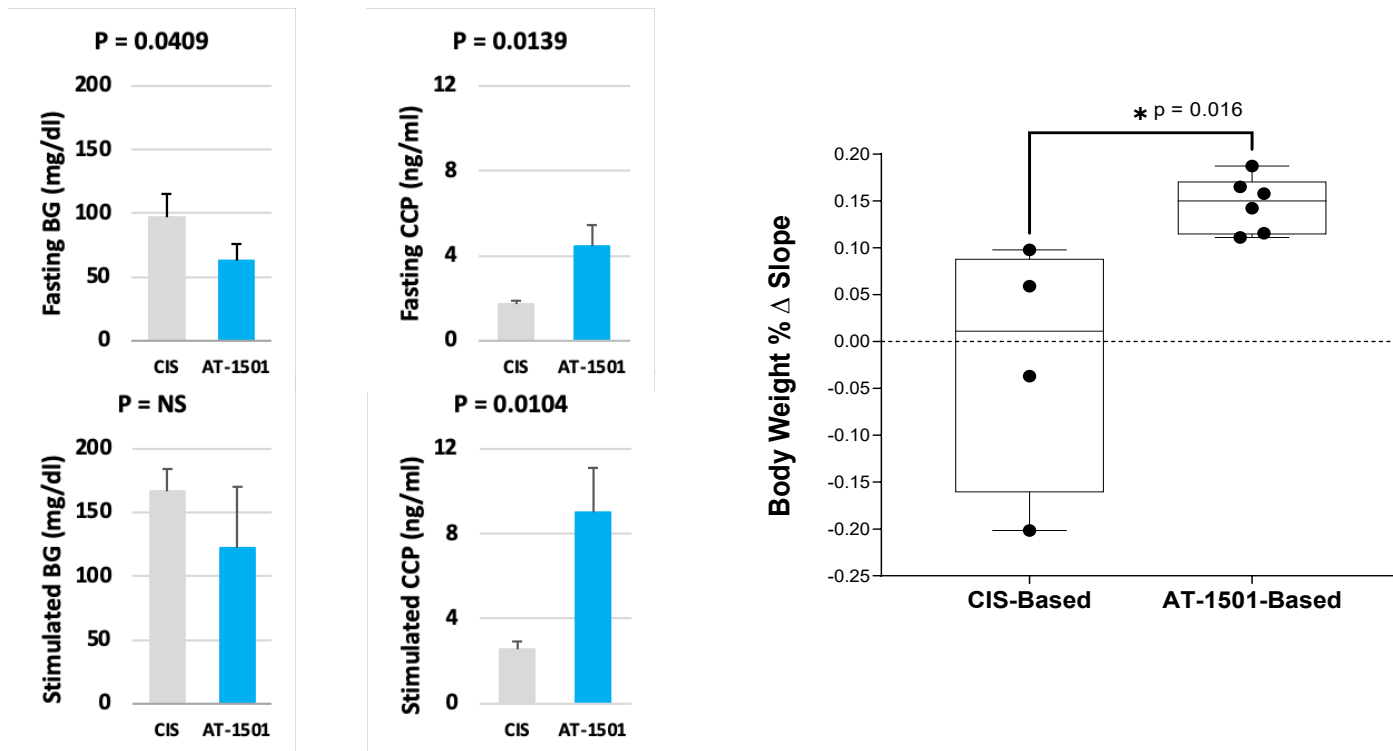 P = 0.0409
200
150
100
50
0
Fasting BG (mg/dl)
CIS AT-1501
P = 0.0139
12
8
4
0
Fasting CCP (ng/ml)
CIS AT-1501
P = NS
200
150
100
50
0
Stimulated BG (mg/dl)
CIS AT-1501
P = 0.0104
12
8
4
0
Stimulated CCP (ng/ml)
CIS AT-1501
* p = 0.016
0.20
0.15
0.10
0.05
0.00
-0.05
-0.10
-0.15
-0.20
-0.25
Body Weight % Δ Slope
CIS-Based AT-1501-Based